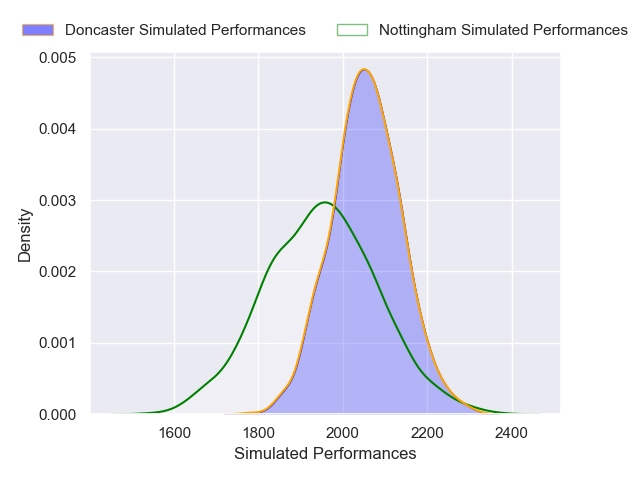 Doncaster Simulated Performances
Nottingham Simulated Performances
0.005
0.004
0.003
0.002
0.001
0.000
Density
1600
1800
2000
2200
2400
Simulated Performances